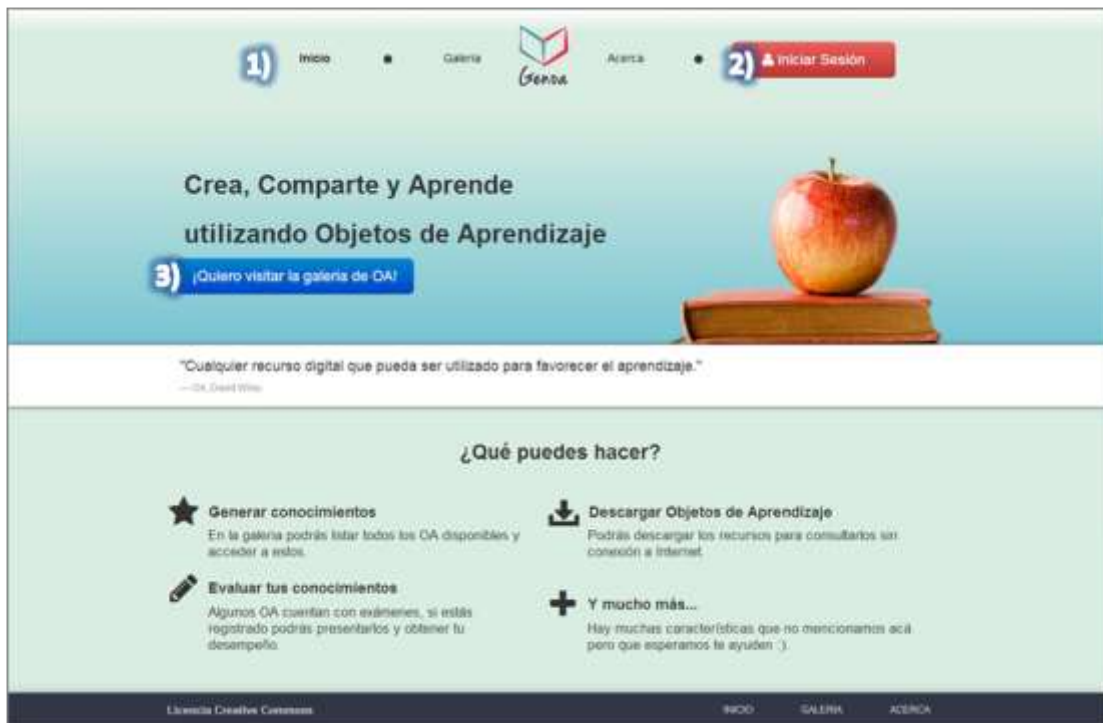 1) Inicio Galería Genoa Acerca 2) Iniciar Sesión
Crea, Comparte y Aprende
utilizando Objetos de Aprendizaje
3) ¡Quiero visitar la galeria de OA!
"Cualquier recurso digital que pueda ser utilizado para favorecer el aprendizaje."
— OA, David Wiley
¿Qué puedes hacer?
Generar conocimientos
En la galería podrás listar todos los OA disponibles y
acceder a estos.
Descargar Objetos de Aprendizaje
Podrás descargar los recursos para consultarlos sin
conexión a Internet.
Evaluar tus conocimientos
Algunos OA cuentan con exámenes, si estás
registrado podrás presentarlos y obtener tu
desempeño.
Y mucho más...
Hay muchas características que no mencionamos acá
pero que esperamos te ayuden :).
Licencia Creative Commons INICIO GALERIA ACERCA